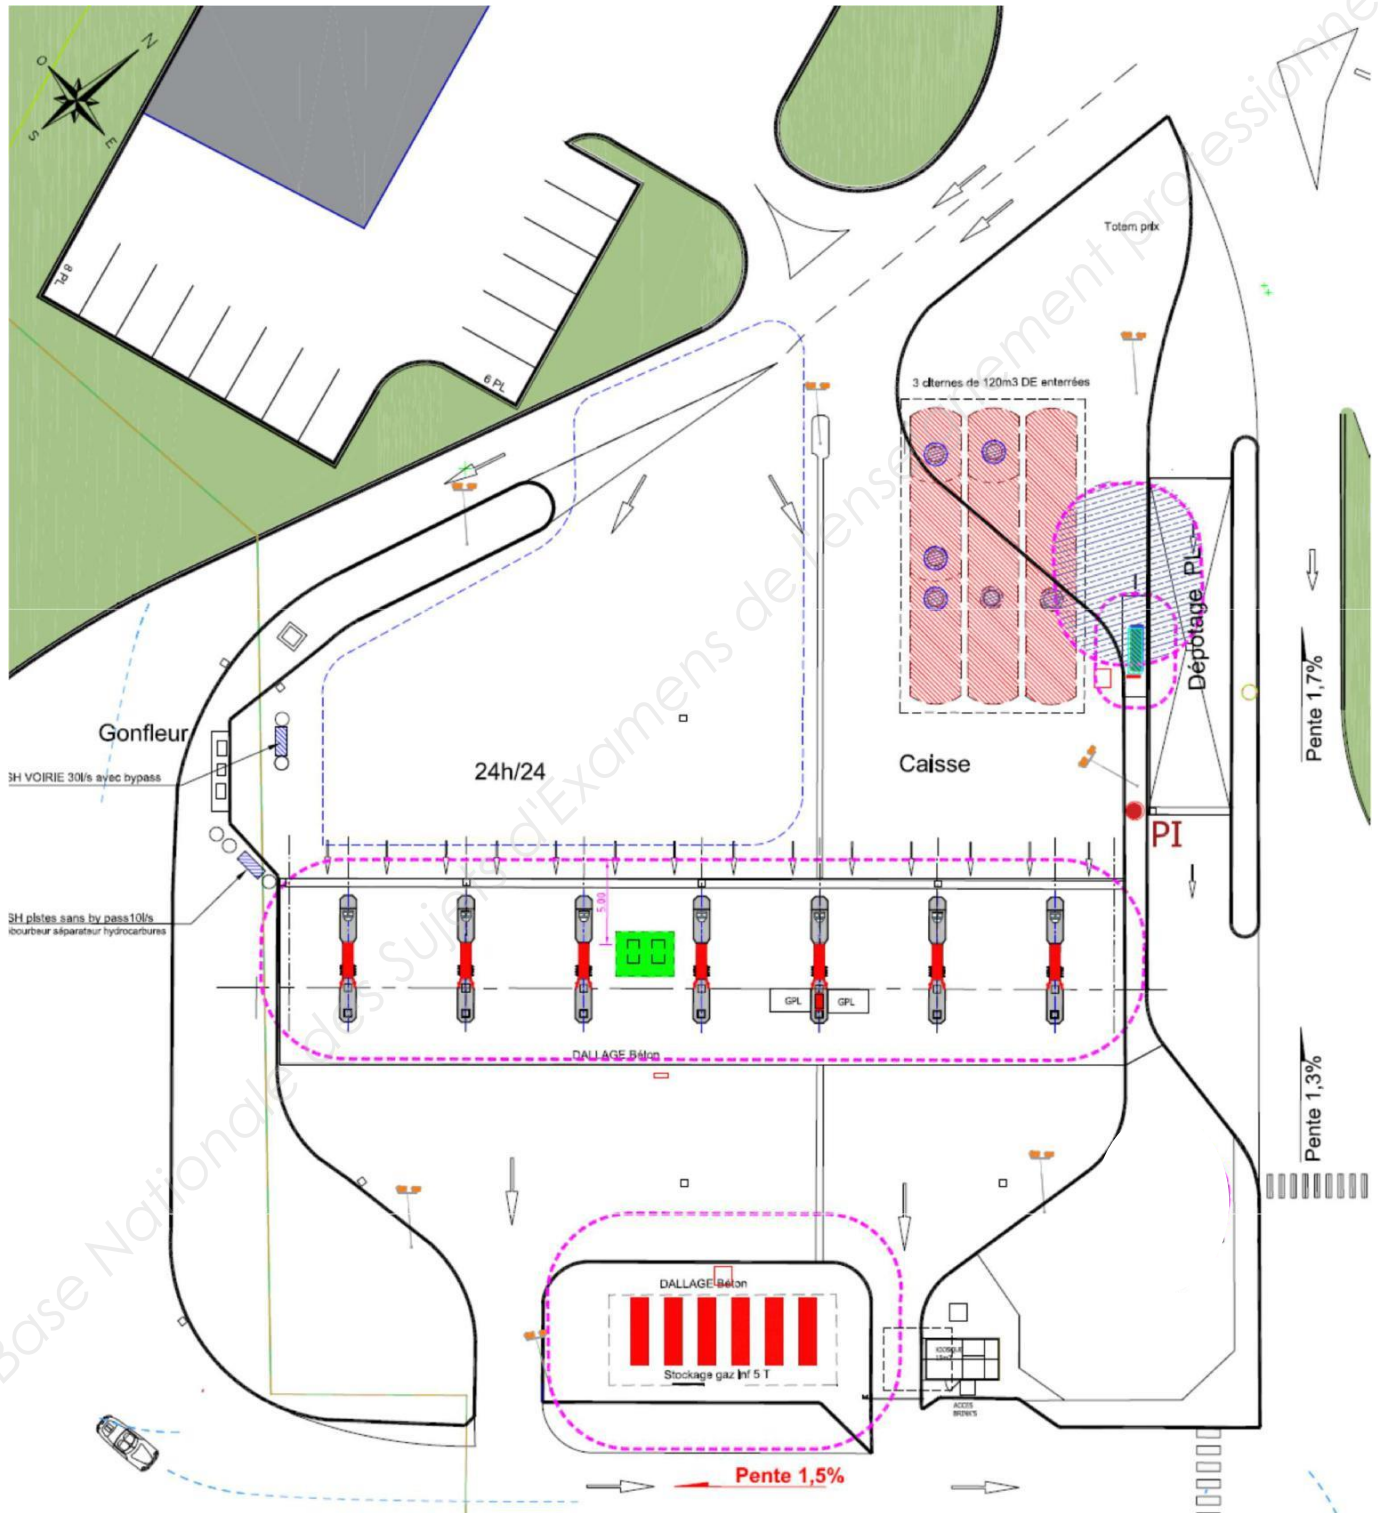 N
O
S
E
8 PL
6 PL
Totem prix
3 citernes de 120m3 DE enterrées
Dépotage PL
Pente 1,7%
Gonfleur
SH VOIRIE 30l/s avec bypass
24h/24
Caisse
PI
SH pistes sans by pass10l/s
bourbeur séparateur hydrocarbures
5.00
GPL
GPL
DALLAGE Béton
Pente 1,3%
DALLAGE Béton
Stockage gaz Inf 5 T
KIOSQUE
ACCES
BRINKS
Pente 1,5%
Base Nationale des Sujets d'Examens de l'enseignement professionnel